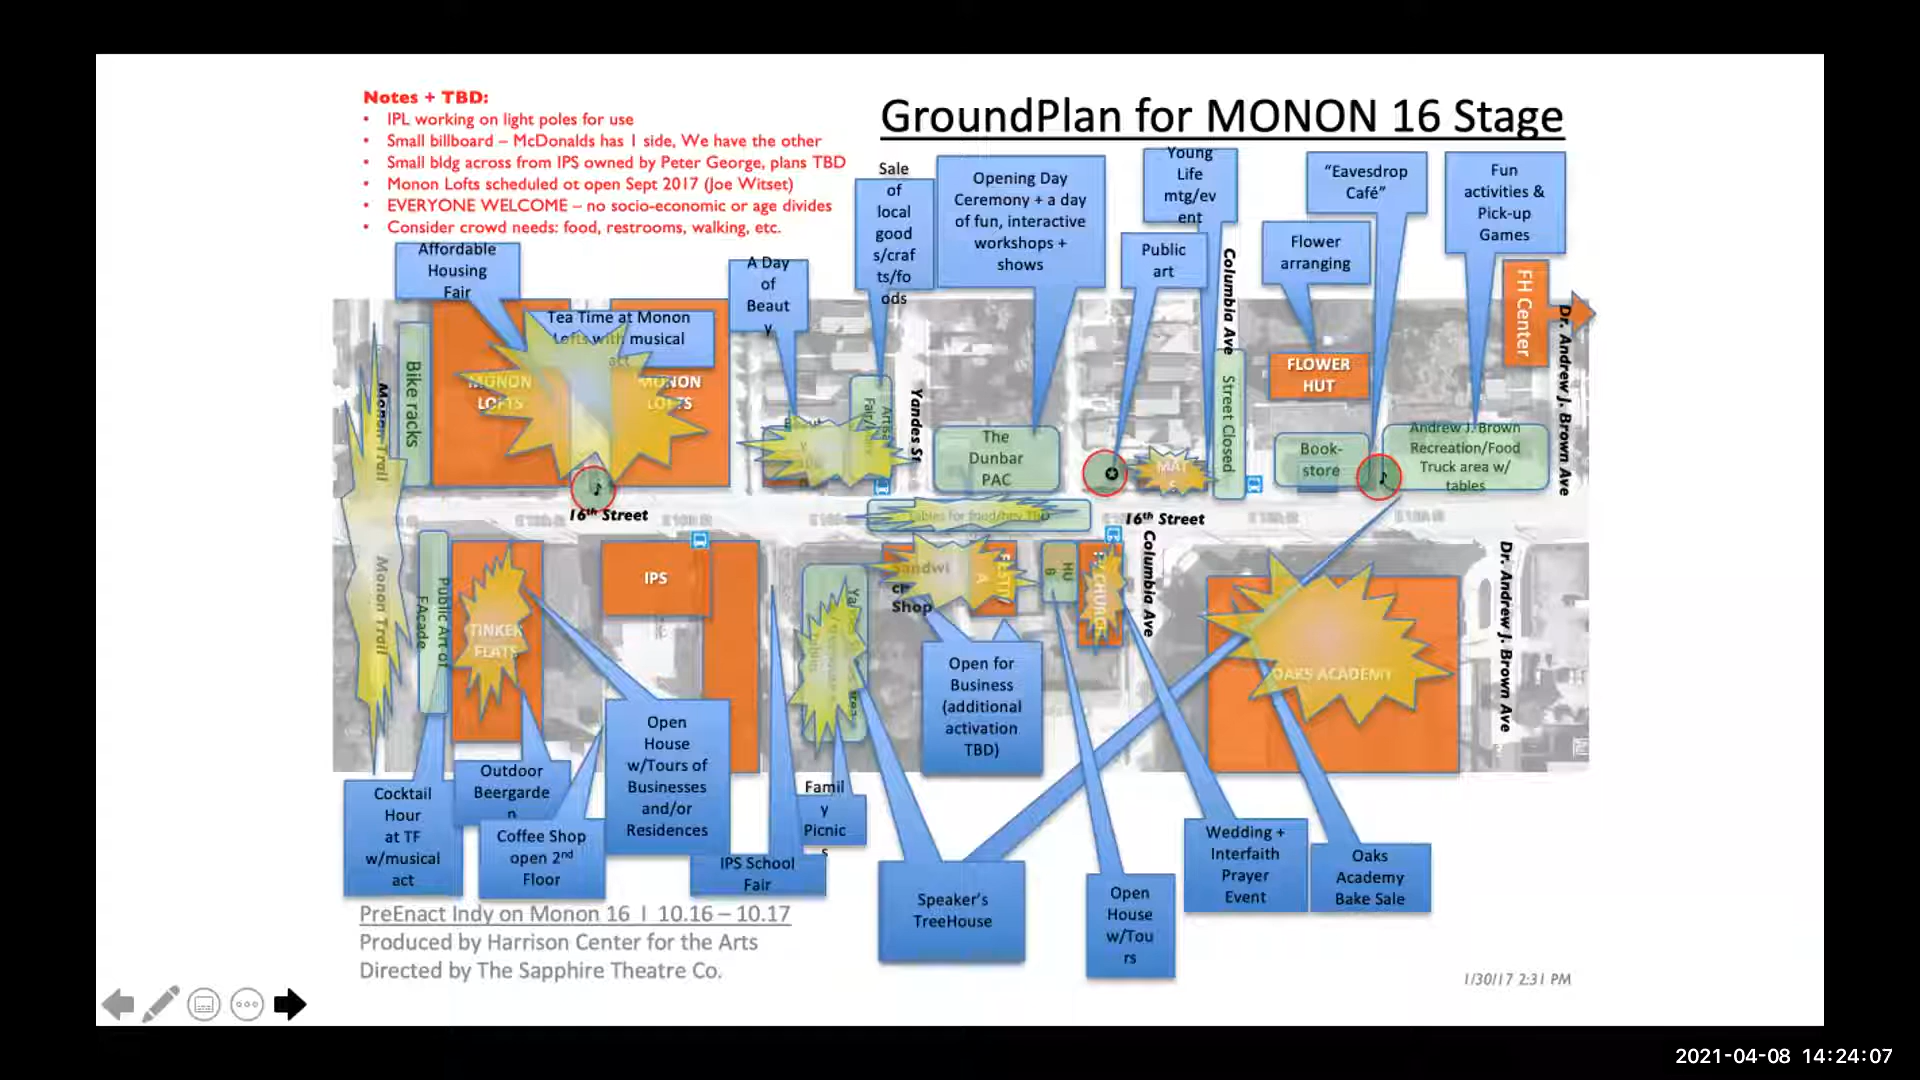 Notes + TBD:
• IPL working on light poles for use
• Small billboard – McDonalds has 1 side, We have the other
• Small bldg across from IPS owned by Peter George, plans TBD
• Monon Lofts scheduled ot open Sept 2017 (Joe Witset)
• EVERYONE WELCOME – no socio-economic or age divides
• Consider crowd needs: food, restrooms, walking, etc.
GroundPlan for MONON 16 Stage
Affordable
Housing
Fair
Tea Time at Monon
Lofts with musical
act
A Day
of
Beaut
y
Sale
of
local
good
s/craf
ts/fo
ods
Opening Day
Ceremony + a day
of fun, interactive
workshops +
shows
Young
Life
mtg/ev
ent
Public
art
Flower
arranging
"Eavesdrop
Café"
Fun
activities &
Pick-up
Games
FH Center
Dr. Andrew J. Brown Ave
Columbia Ave
Street Closed
FLOWER
HUT
Book-
store
Andrew J. Brown
Recreation/Food
Truck area w/
tables
Monon Trail
Bike racks
MONON
LOFTS
MONON
LOFTS
Yandes St
The
Dunbar
PAC
MAT
16th Street
Tables for food/bev TBD
16th Street
Monon Trail
Public Art of
FAcade
TINKER
FLATS
IPS
Sandwi
ch
Shop
HU
B
CHURCH
Columbia Ave
OAKS ACADEMY
Dr. Andrew J. Brown Ave
Cocktail
Hour
at TF
w/musical
act
Outdoor
Beergarde
n
Coffee Shop
open 2nd
Floor
Open
House
w/Tours of
Businesses
and/or
Residences
IPS School
Fair
Famil
y
Picnic
s
Open for
Business
(additional
activation
TBD)
Speaker's
TreeHouse
Open
House
w/Tou
rs
Wedding +
Interfaith
Prayer
Event
Oaks
Academy
Bake Sale
PreEnact Indy on Monon 16 I 10.16 – 10.17
Produced by Harrison Center for the Arts
Directed by The Sapphire Theatre Co.
1/30/17 2:31 PM
2021-04-08 14:24:07